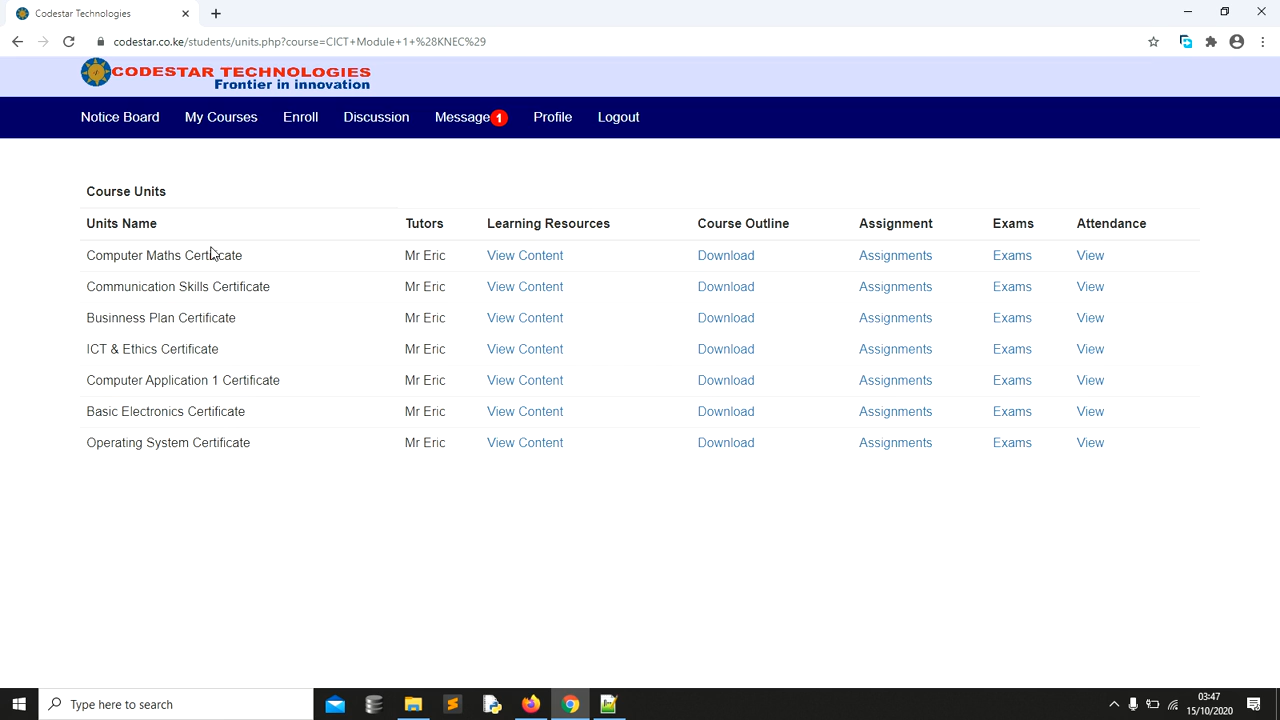 Codestar Technologies
codestar.co.ke/students/units.php?course=CICT+Module+1+%28KNEC%29
CODESTAR TECHNOLOGIES
Frontier in innovation
Notice Board My Courses Enroll Discussion Message 1 Profile Logout
Course Units
Units Name Tutors Learning Resources Course Outline Assignment Exams Attendance
Computer Maths Certificate Mr Eric View Content Download Assignments Exams View
Communication Skills Certificate Mr Eric View Content Download Assignments Exams View
Businness Plan Certificate Mr Eric View Content Download Assignments Exams View
ICT & Ethics Certificate Mr Eric View Content Download Assignments Exams View
Computer Application 1 Certificate Mr Eric View Content Download Assignments Exams View
Basic Electronics Certificate Mr Eric View Content Download Assignments Exams View
Operating System Certificate Mr Eric View Content Download Assignments Exams View
Type here to search
03:47
15/10/2020